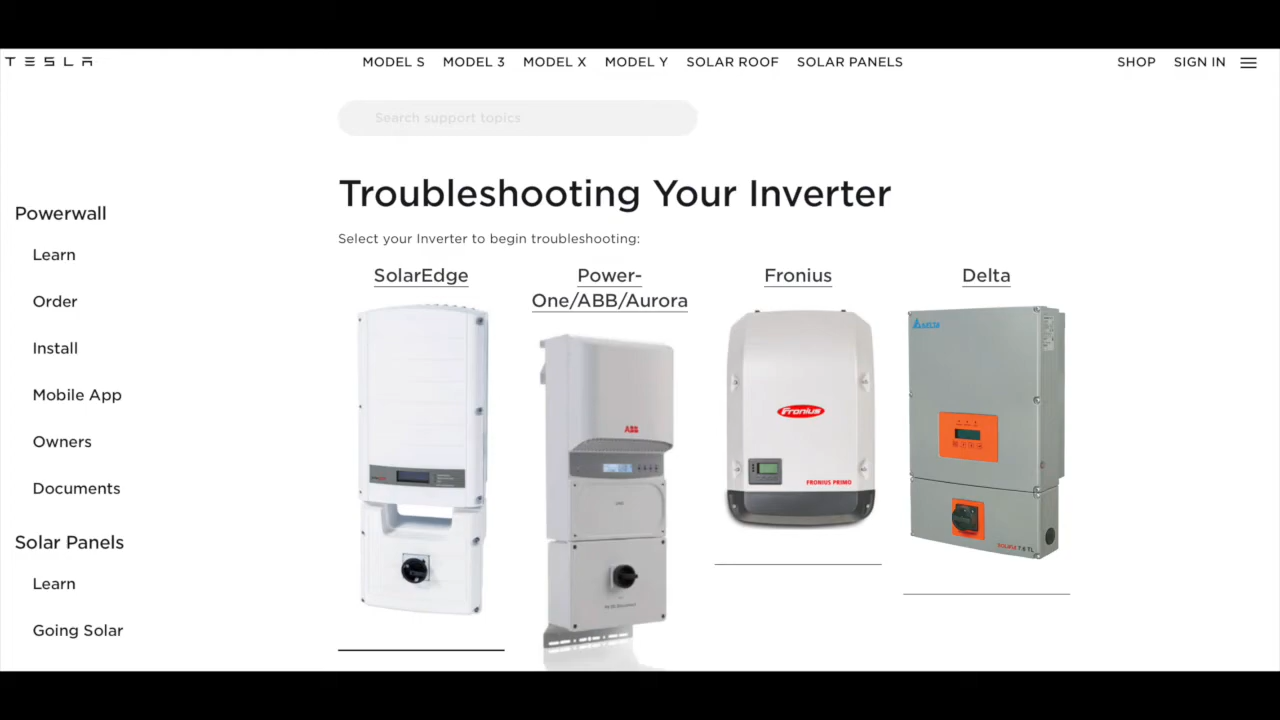 TESLA
MODEL S MODEL 3 MODEL X MODEL Y SOLAR ROOF SOLAR PANELS
SHOP SIGN IN
Search support topics
Troubleshooting Your Inverter
Select your Inverter to begin troubleshooting:
Powerwall
Learn
Order
Install
Mobile App
Owners
Documents
Solar Panels
Learn
Going Solar
SolarEdge
Power-
One/ABB/Aurora
ABB
Fronius
Fronius
FRONIUS PRIMO
Delta
DELTA